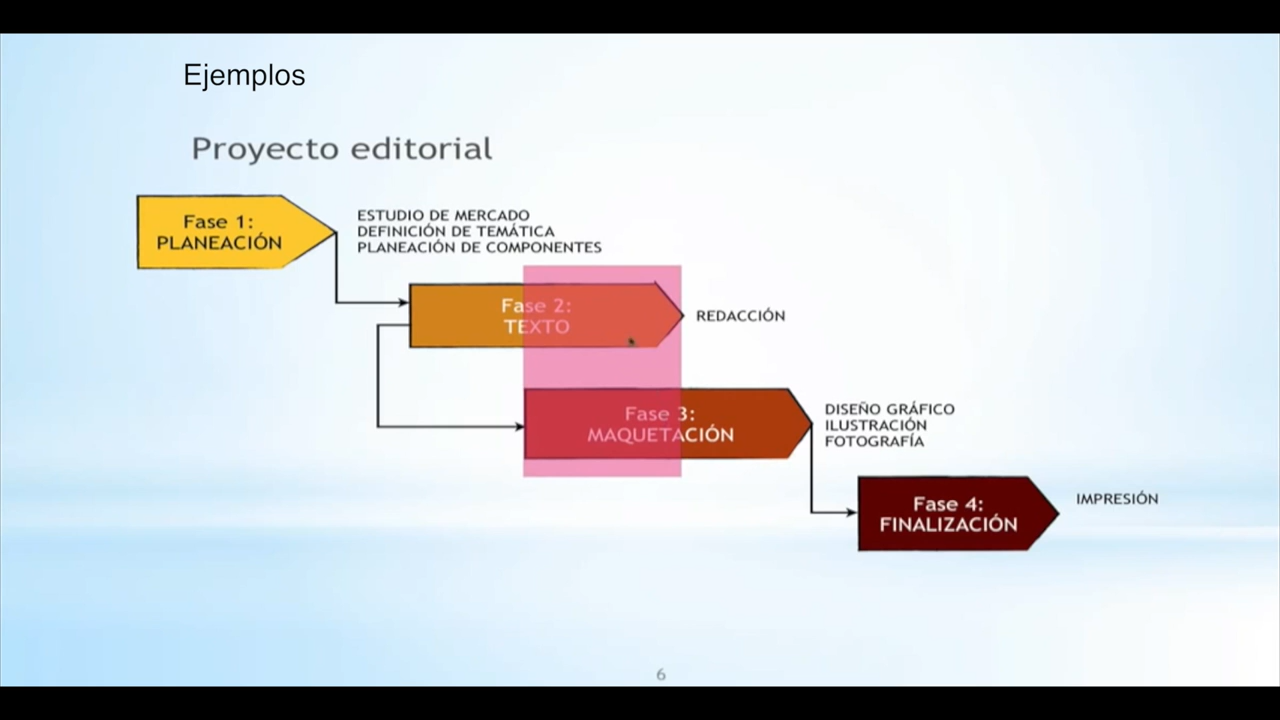 Ejemplos
Proyecto editorial
Fase 1:
PLANEACIÓN
ESTUDIO DE MERCADO
DEFINICIÓN DE TEMÁTICA
PLANEACIÓN DE COMPONENTES
Fase 2:
TEXTO
REDACCIÓN
Fase 3:
MAQUETACIÓN
DISEÑO GRÁFICO
ILUSTRACIÓN
FOTOGRAFÍA
Fase 4:
FINALIZACIÓN
IMPRESIÓN
6